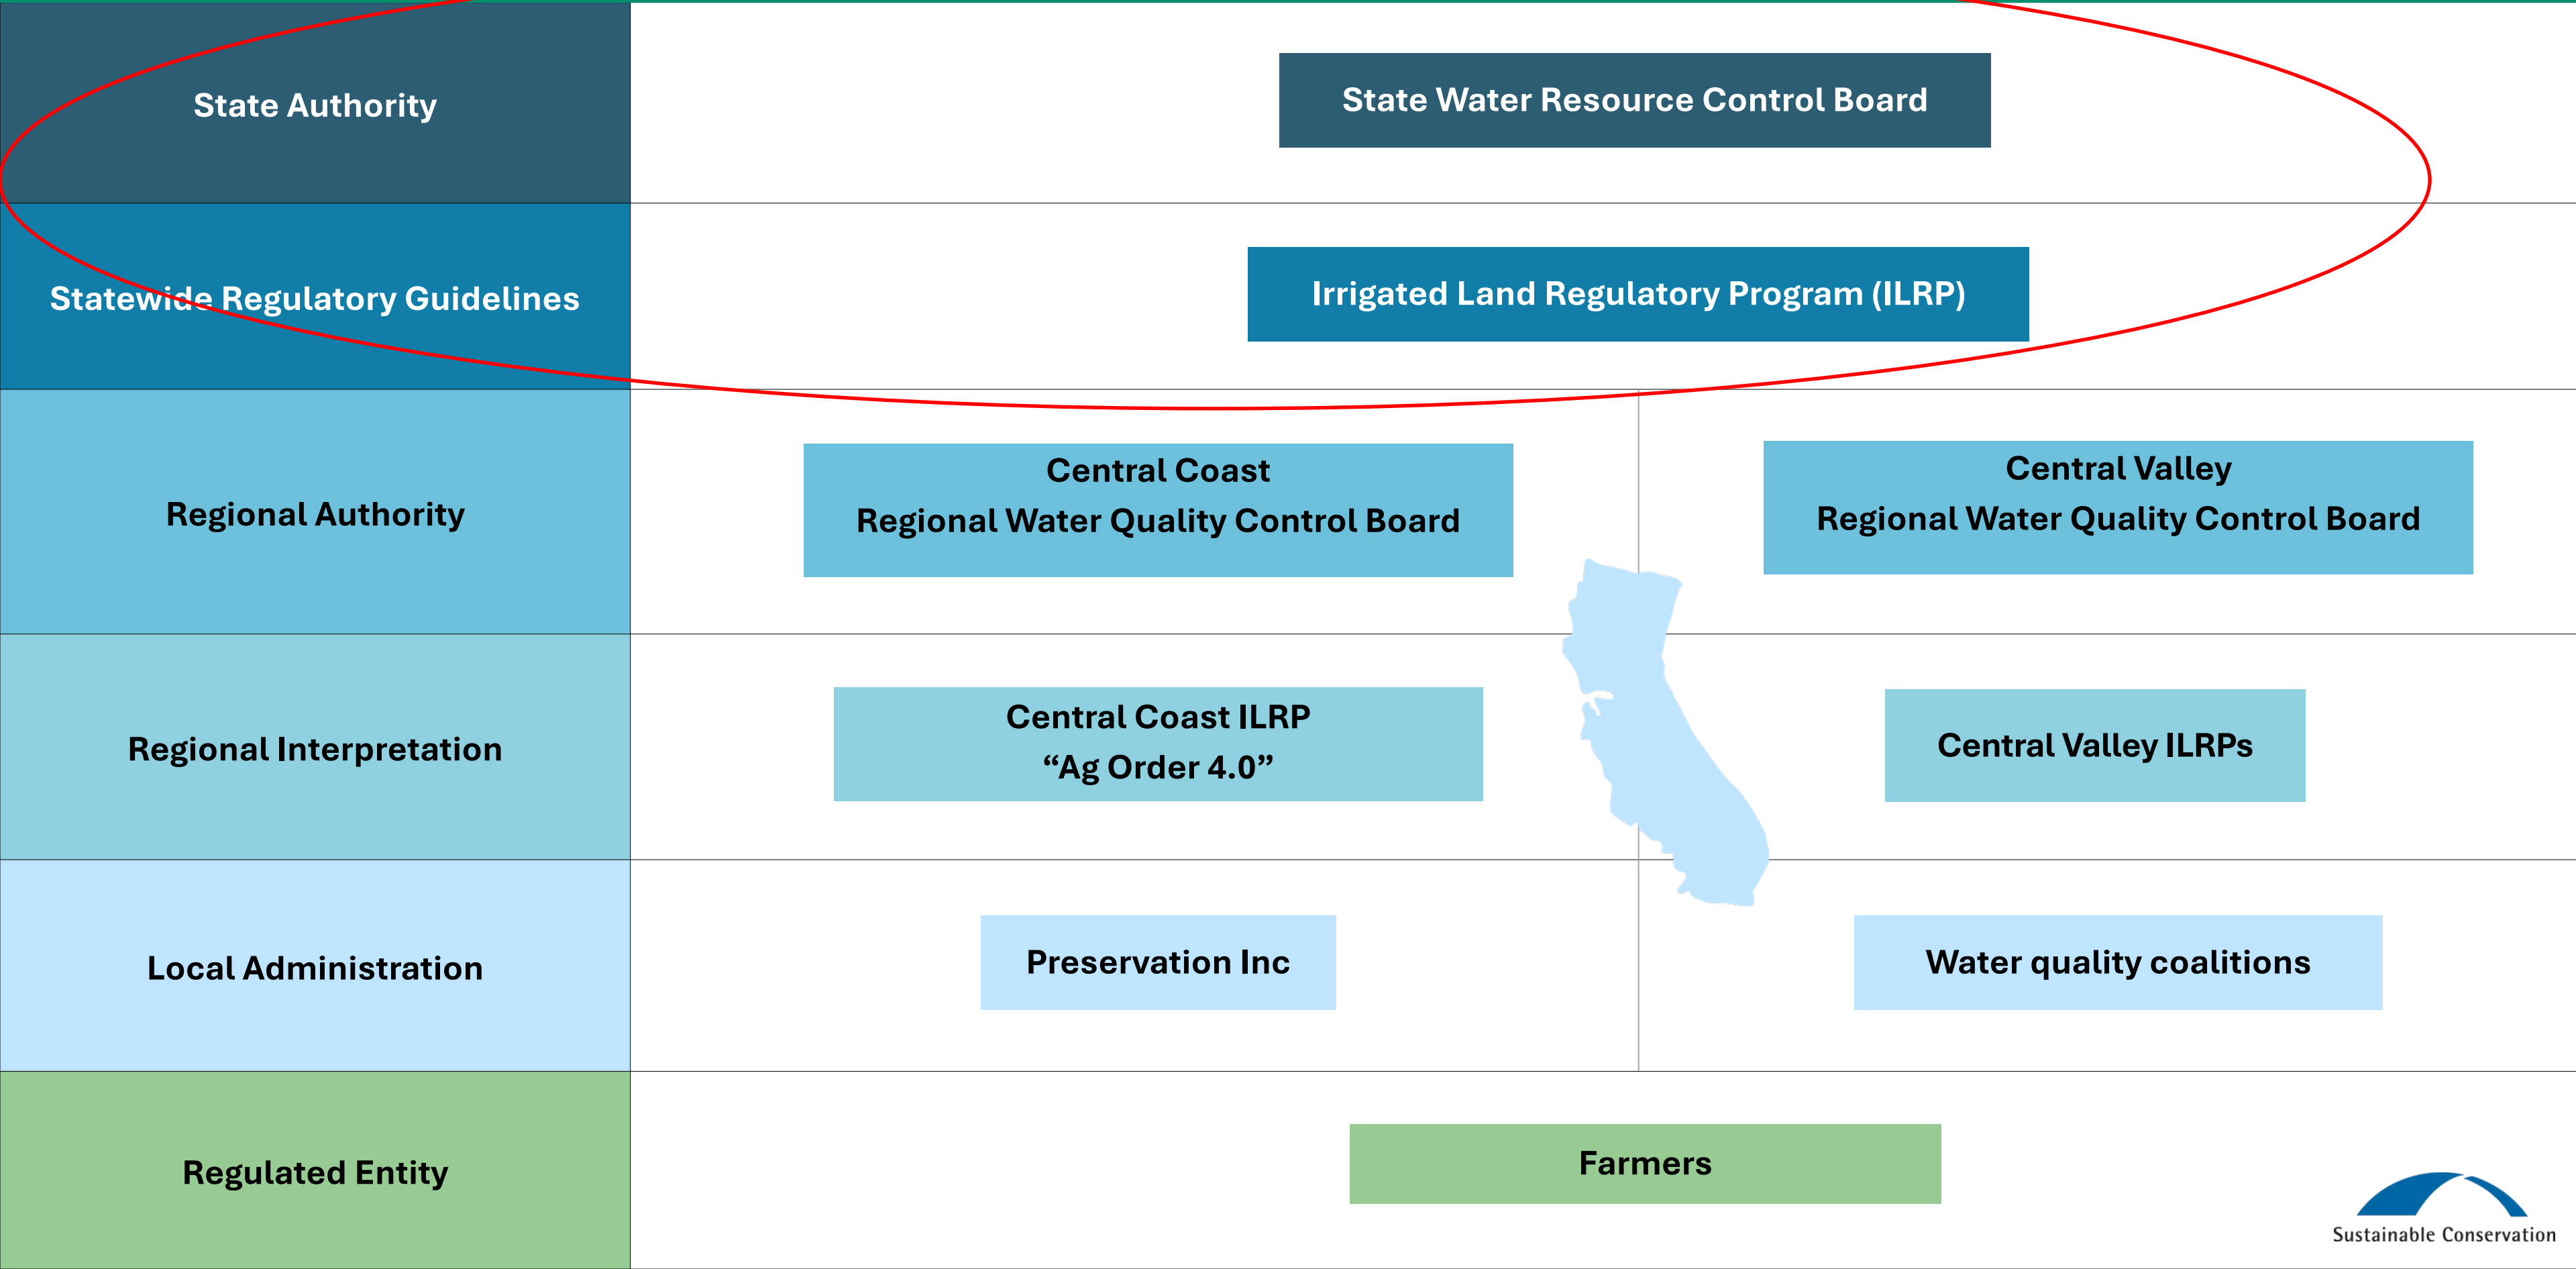 State Authority
State Water Resource Control Board
Statewide Regulatory Guidelines
Irrigated Land Regulatory Program (ILRP)
Regional Authority
Central Coast
Regional Water Quality Control Board
Central Valley
Regional Water Quality Control Board
Regional Interpretation
Central Coast ILRP
“Ag Order 4.0”
Central Valley ILRPs
Local Administration
Preservation Inc
Water quality coalitions
Regulated Entity
Farmers
Sustainable Conservation